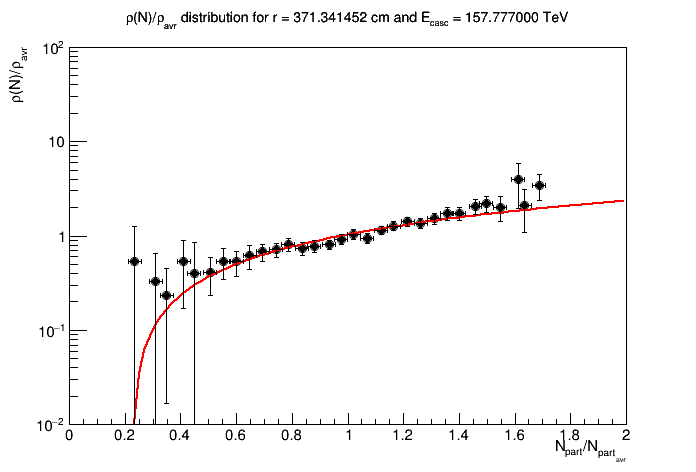 ρ(N)/ρavr distribution for r = 371.341452 cm and Ecasc = 157.777000 TeV
ρ(N)/ρavr
10²
10
1
10⁻¹
10⁻²
0 0.2 0.4 0.6 0.8 1 1.2 1.4 1.6 1.8 2
Npart/Npartavr